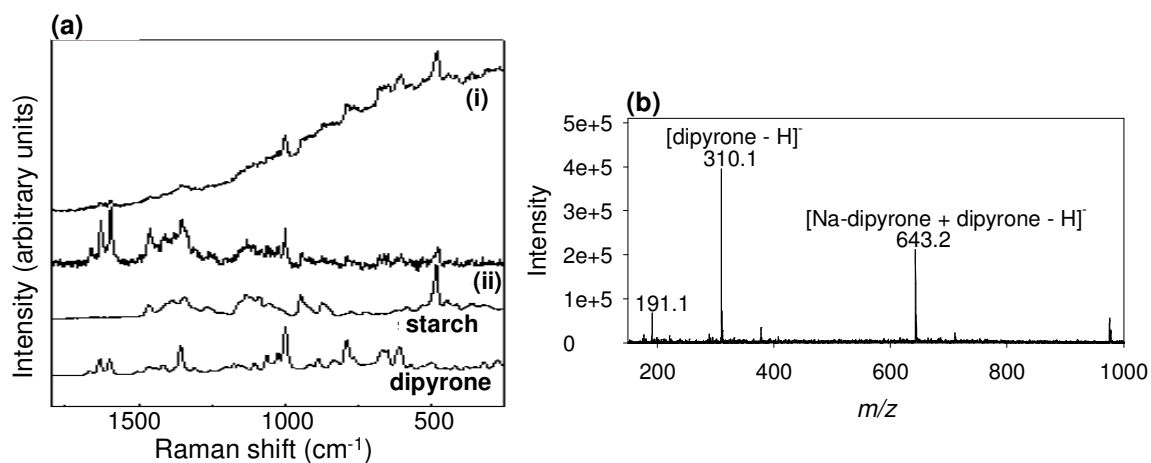 (a)
Intensity (arbitrary units)
(i)
(ii)
starch
dipyrone
1500 1000 500
Raman shift (cm⁻¹)
(b)
Intensity
5e+5
4e+5
3e+5
2e+5
1e+5
0
[dipyrone - H]⁻
310.1
[Na-dipyrone + dipyrone - H]⁻
643.2
191.1
200 400 600 800 1000
m/z